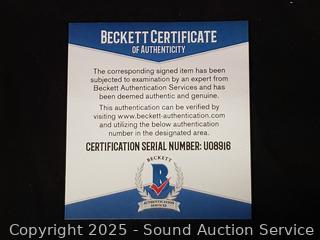 BECKETT CERTIFICATE
OF AUTHENTICITY
The corresponding signed item has been
subjected to examination by an expert from
Beckett Authentication Services and has
been deemed authentic and genuine.
This authentication can be verified by
visiting www.beckett-authentication.com
and utilizing the below authentication
number in the designated area.
CERTIFICATION SERIAL NUMBER: U08916
BECKETT
B
AUTHENTICATION
SERVICES
Copyright 2025 - Sound Auction Service